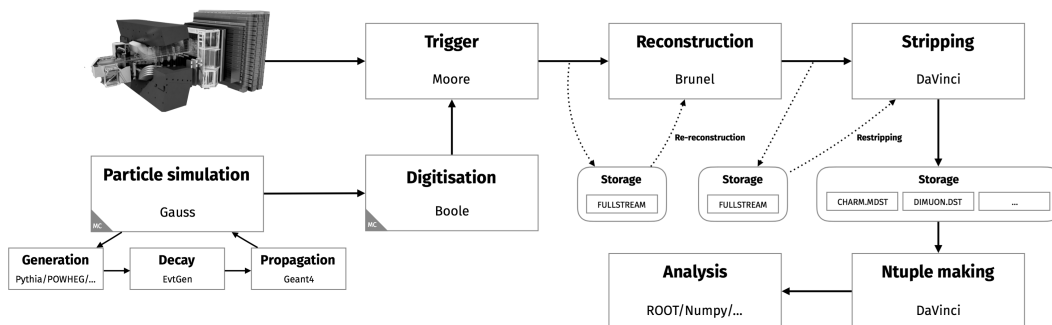 Trigger
Moore
Reconstruction
Brunel
Stripping
DaVinci
Re-reconstruction
Restripping
Particle simulation
Gauss
MC
Digitisation
Boole
MC
Storage
FULLSTREAM
Storage
FULLSTREAM
Storage
CHARM.MDST
DIMUON.DST
...
Generation
Pythia/POWHEG/...
Decay
EvtGen
Propagation
Geant4
Analysis
ROOT/Numpy/...
Ntuple making
DaVinci